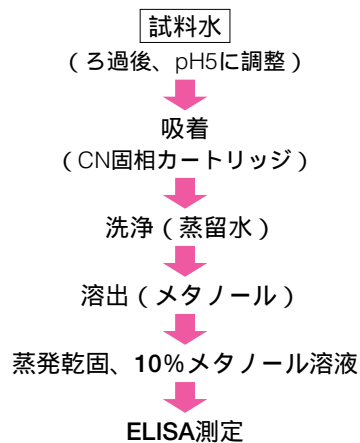 試料水
（ろ過後、pH5に調整）
吸着
（CN固相カートリッジ）
洗浄（蒸留水）
溶出（メタノール）
蒸発乾固、10％メタノール溶液
ELISA測定